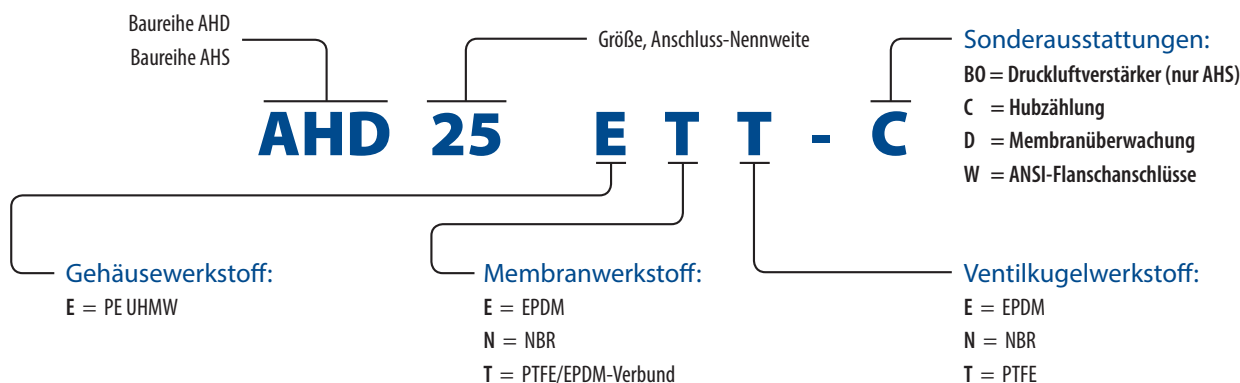 Baureihe AHD
Baureihe AHS
Größe, Anschluss-Nennweite
AHD 25 E T T - C
Sonderausstattungen:
BO = Druckluftverstärker (nur AHS)
C = Hubzählung
D = Membranüberwachung
W = ANSI-Flanschanschlüsse
Gehäusewerkstoff:
E = PE UHMW
Membranwerkstoff:
E = EPDM
N = NBR
T = PTFE/EPDM-Verbund
Ventilkugelwerkstoff:
E = EPDM
N = NBR
T = PTFE